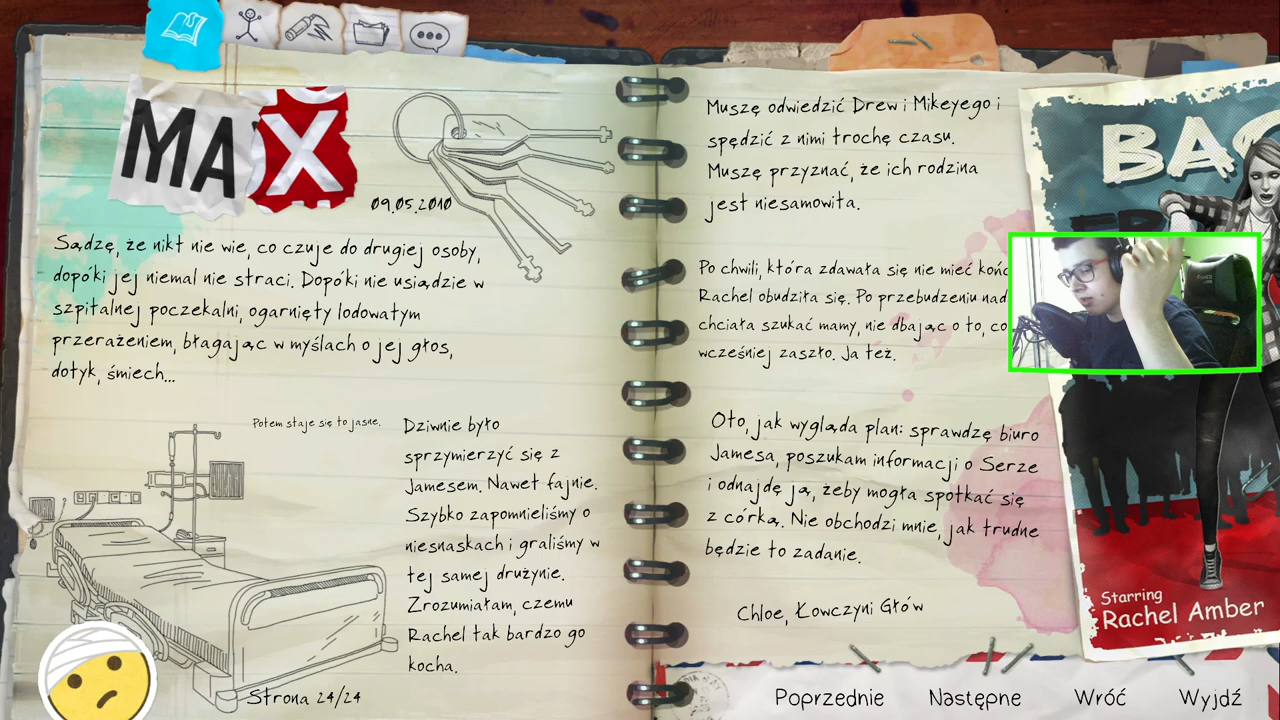 MAX
09.05.2010
Sądzę, że nikt nie wie, co czuje do drugiej osoby,
dopóki jej niemal nie straci. Dopóki nie usiądzie w
szpitalnej poczekalni, ogarnięty lodowatym
przerażeniem, błagając w myślach o jej głos,
dotyk, śmiech...
Potem staje się to jasne.
Dziwnie było
sprzymierzyć się z
Jamesem. Nawet fajnie.
Szybko zapomnieliśmy o
niesnaskach i graliśmy w
tej samej drużynie.
Zrozumiałam, czemu
Rachel tak bardzo go
kocha.
Strona 24/24
Muszę odwiedzić Drew i Mikeyego i
spędzić z nimi trochę czasu.
Muszę przyznać, że ich rodzina
jest niesamowita.
Po chwili, która zdawała się nie mieć
Rachel obudziła się. Po przebudzeniu
chciała szukać mamy, nie dbając o to, co
wcześniej zaszło. Ja też.
Oto, jak wygląda plan: sprawdzę biuro
Jamesa, poszukam informacji o Serze
i odnajdę ją, żeby mogła spotkać się
z córką. Nie obchodzi mnie, jak trudne
będzie to zadanie.
Chloe, Łowczyni Głów
Starring
Rachel Amber
Poprzednie Następne Wróć Wyjdź